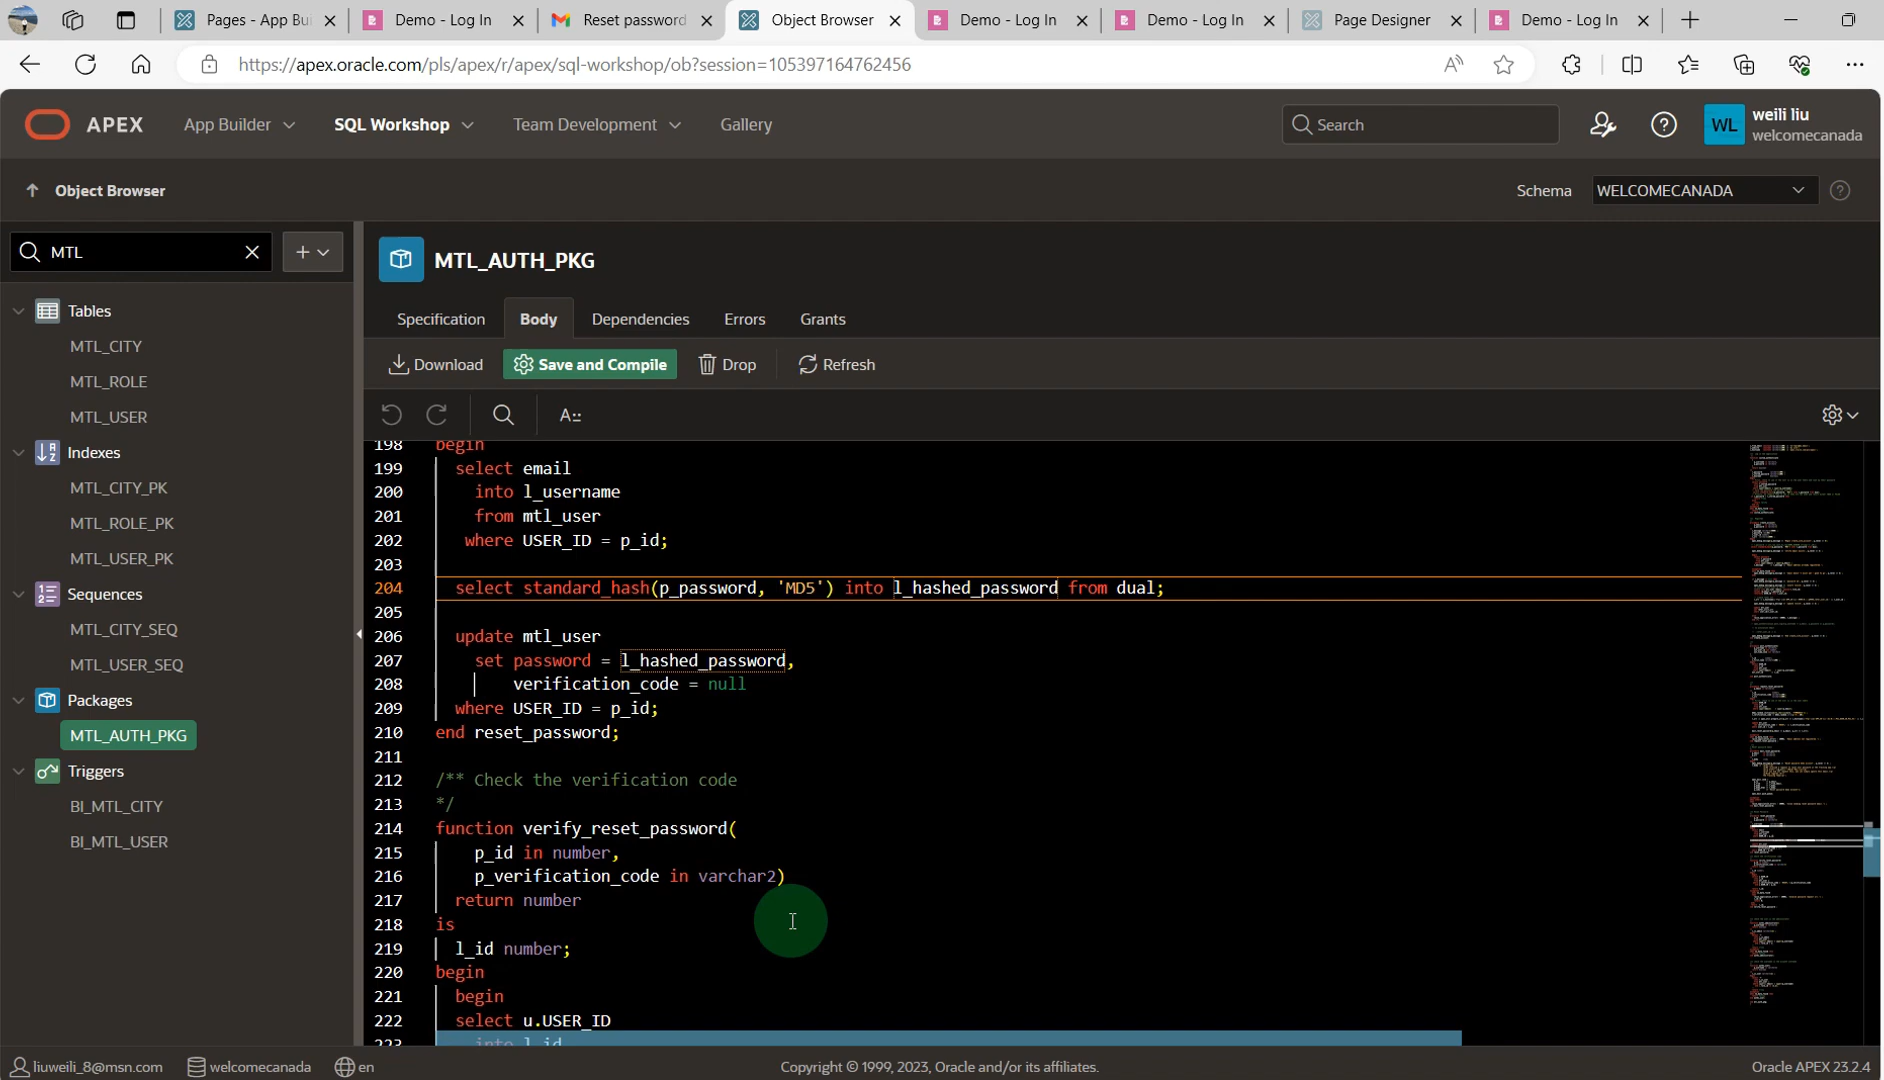 Pages - App Bui
Demo - Log In
Reset password
Object Browser
Demo - Log In
Demo - Log In
Page Designer
Demo - Log In
https://apex.oracle.com/pls/apex/r/apex/sql-workshop/ob?session=105397164762456
APEX
App Builder
SQL Workshop
Team Development
Gallery
Search
WL
weili liu
welcomecanada
Object Browser
Schema
WELCOMECANADA
MTL
Tables
MTL_CITY
MTL_ROLE
MTL_USER
Indexes
MTL_CITY_PK
MTL_ROLE_PK
MTL_USER_PK
Sequences
MTL_CITY_SEQ
MTL_USER_SEQ
Packages
MTL_AUTH_PKG
Triggers
BI_MTL_CITY
BI_MTL_USER
MTL_AUTH_PKG
Specification
Body
Dependencies
Errors
Grants
Download
Save and Compile
Drop
Refresh
198 begin
199 select email
200 into l_username
201 from mtl_user
202 where USER_ID = p_id;
203
204 select standard_hash(p_password, 'MD5') into l_hashed_password from dual;
205
206 update mtl_user
207 set password = l_hashed_password,
208 verification_code = null
209 where USER_ID = p_id;
210 end reset_password;
211
212 /** Check the verification code
213 */
214 function verify_reset_password(
215 p_id in number,
216 p_verification_code in varchar2)
217 return number
218 is
219 l_id number;
220 begin
221 begin
222 select u.USER_ID
223 into l_id
liuweili_8@msn.com
welcomecanada
en
Copyright © 1999, 2023, Oracle and/or its affiliates.
Oracle APEX 23.2.4